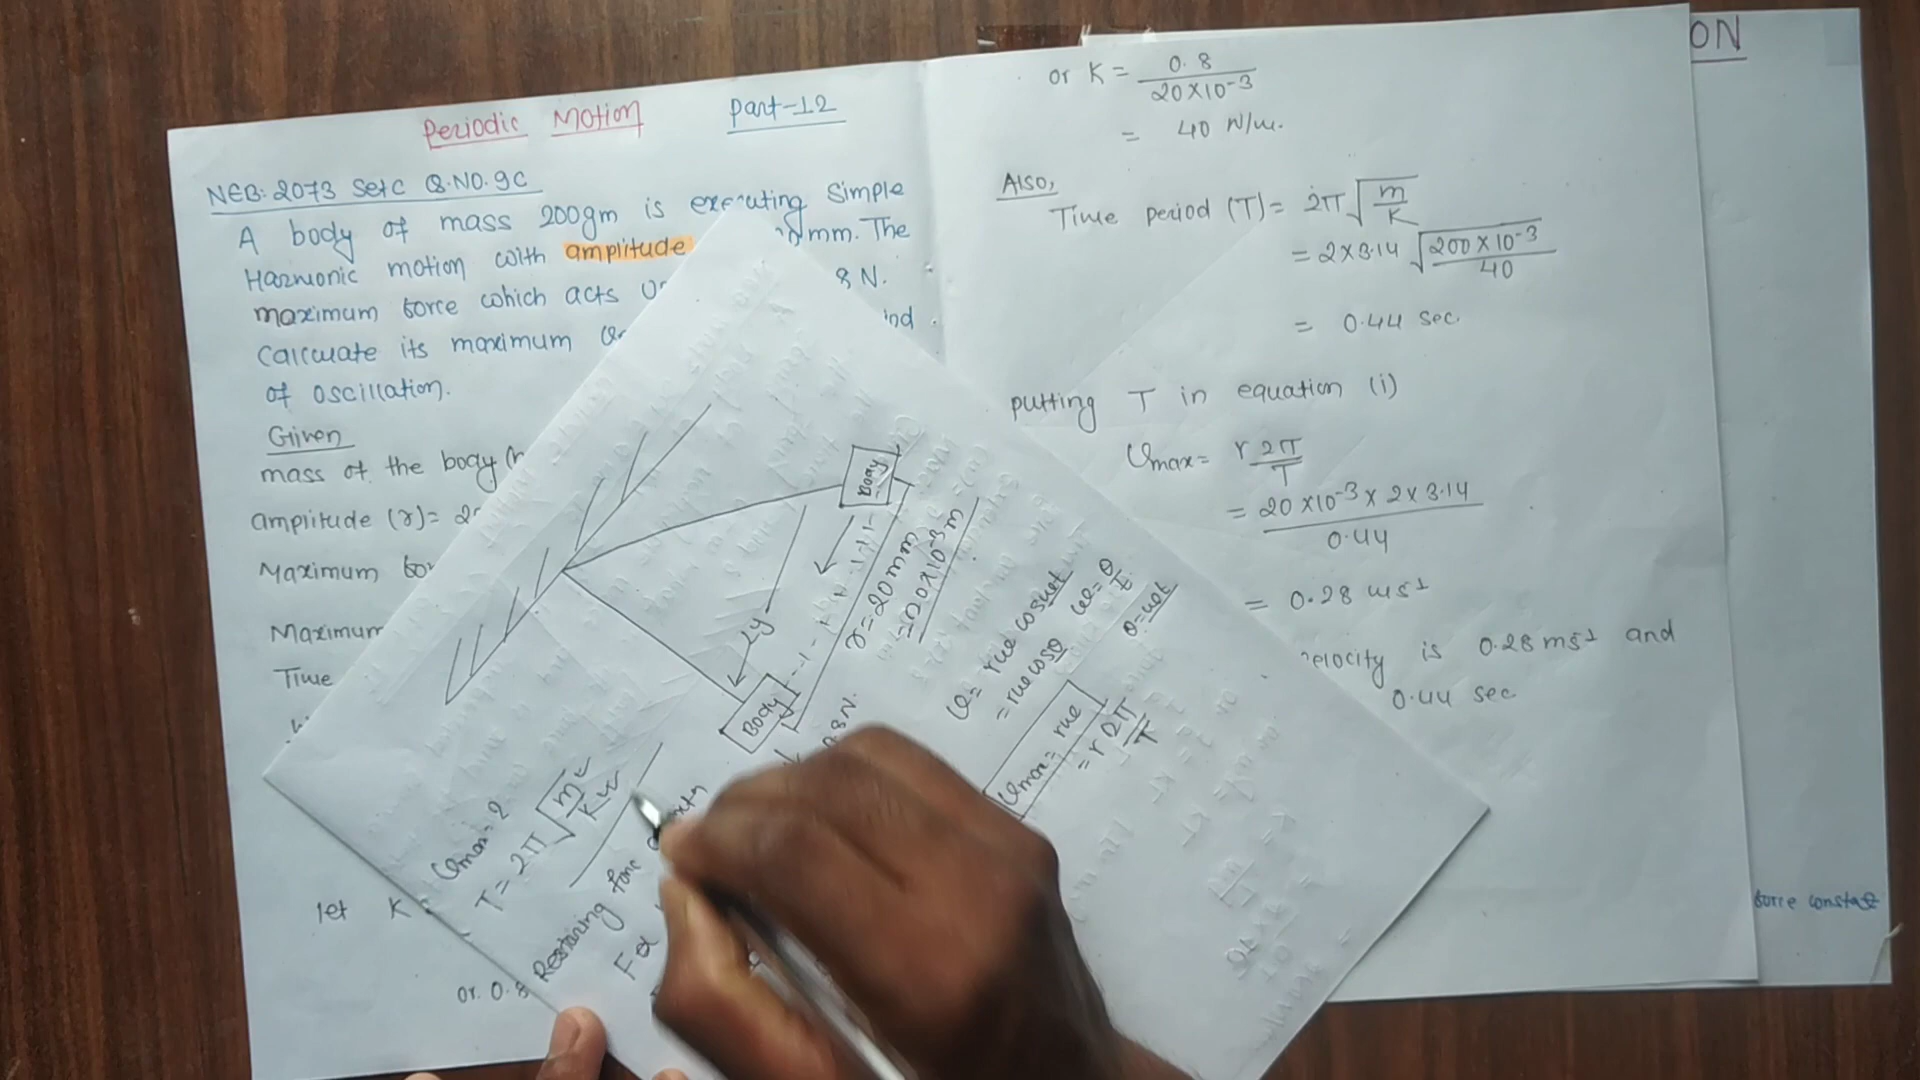 Periodic Motion Part-12
NEB: 2073 Set C Q.NO. 9C
A body of mass 200gm is executing simple
Harmonic motion with amplitude mm. The
maximum force which acts 8 N.
Calculate its maximum
of oscillation.
Given
mass of the body
Amplitude (r) =
Maximum
Maximum
Time
let K
or. 0.8
or K = 0.8 / 20×10⁻³
= 40 N/m.
Also,
Time period (T) = 2π √(m/K)
= 2×3.14 √(200×10⁻³/40)
= 0.44 sec.
putting T in equation (i)
Vmax = r 2π/T
= 20×10⁻³ × 2×3.14 / 0.44
= 0.28 ms⁻¹
velocity is 0.28 ms⁻¹ and
0.44 sec
ON
force constant
Body
y
Body
r = 20mm
= 20×10⁻³ m
v = rω cosωt
= rω cosθ
ω = θ/t
θ = ωt
Vmax = rω
= r 2π/T
0.8N.
Vmax = ?
T = 2π √(m/K)
Restoring force
F α